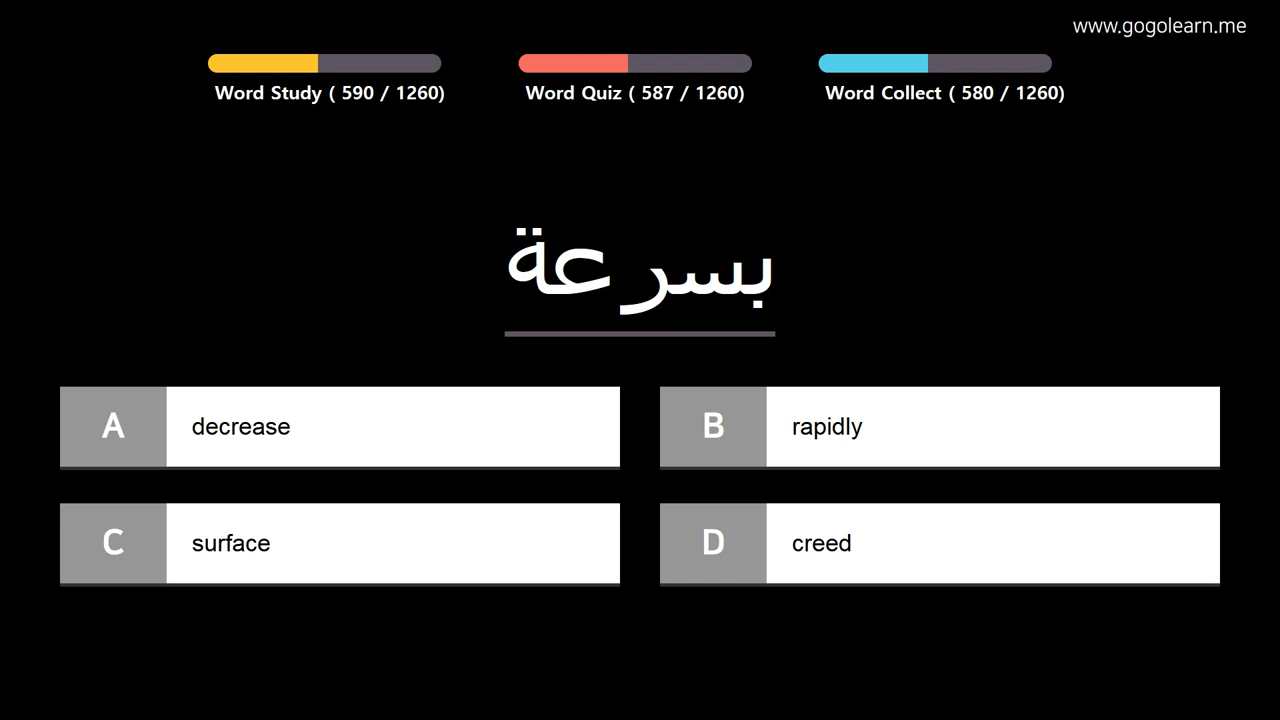 www.gogolearn.me
Word Study ( 590 / 1260)
Word Quiz ( 587 / 1260)
Word Collect ( 580 / 1260)
بسرعة
A decrease
B rapidly
C surface
D creed